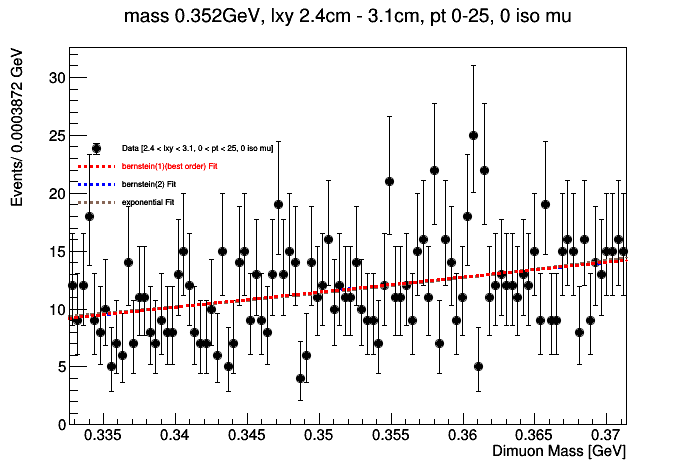 mass 0.352GeV, lxy 2.4cm - 3.1cm, pt 0-25, 0 iso mu
Events/ 0.0003872 GeV
30
25
20
15
10
5
0
Data [2.4 < lxy < 3.1, 0 < pt < 25, 0 iso mu]
bernstein(1)(best order) Fit
bernstein(2) Fit
exponential Fit
0.335 0.34 0.345 0.35 0.355 0.36 0.365 0.37
Dimuon Mass [GeV]